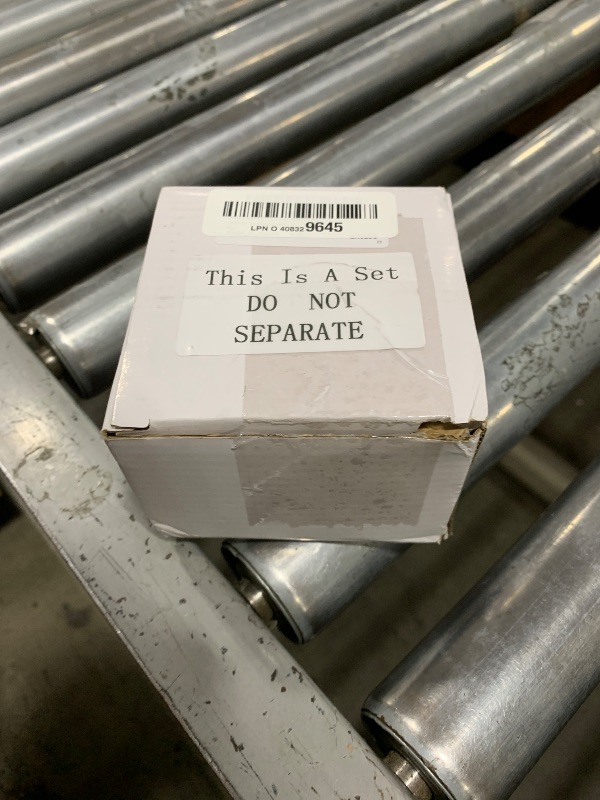 LPN O 40832 9645
This Is A Set
DO NOT
SEPARATE